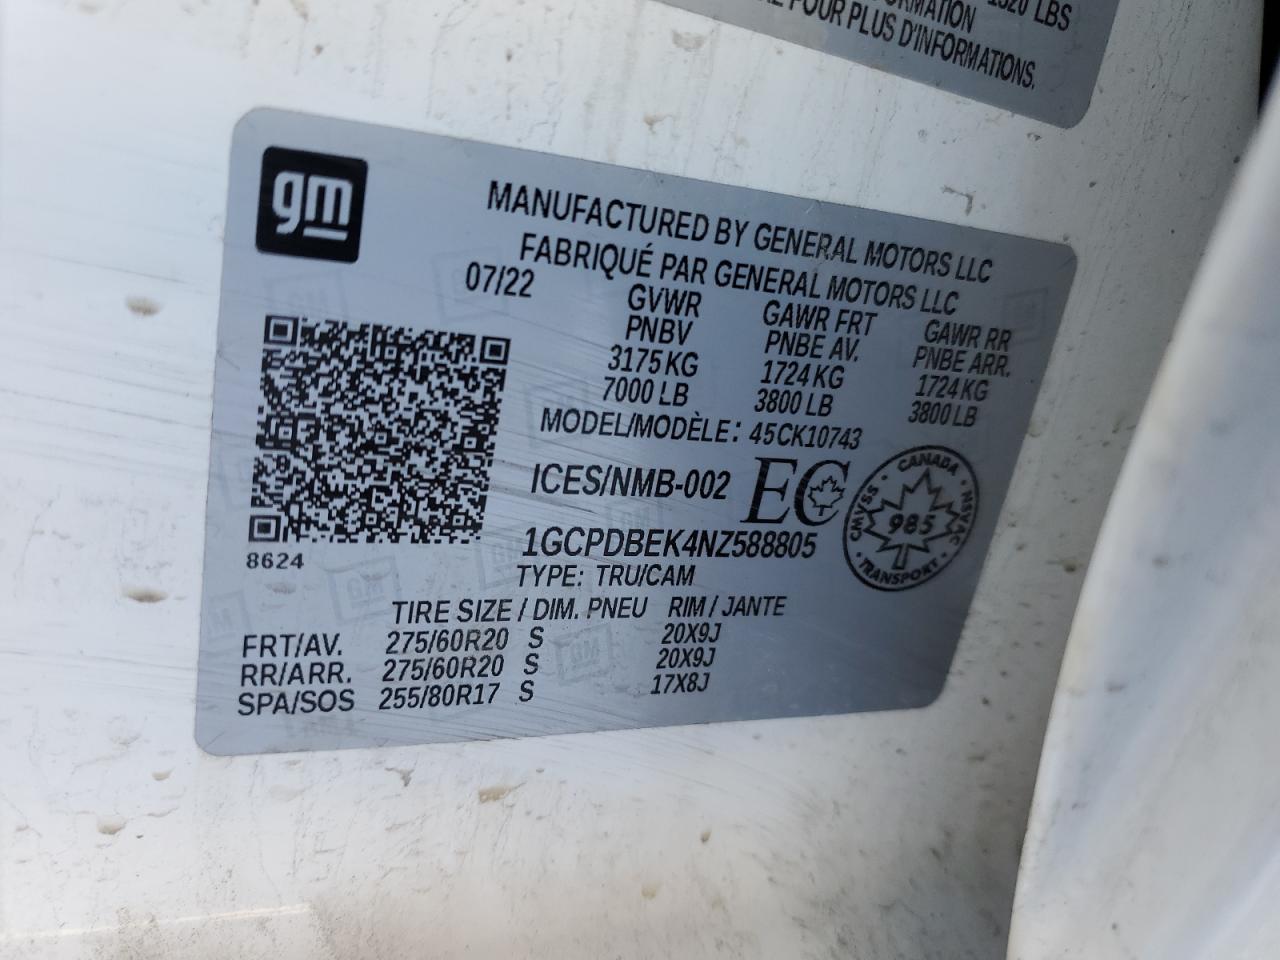 1320 LBS
RMATION
RE POUR PLUS D'INFORMATIONS.
gm
MANUFACTURED BY GENERAL MOTORS LLC
FABRIQUÉ PAR GENERAL MOTORS LLC
07/22 GVWR GAWR FRT GAWR RR
PNBV PNBE AV. PNBE ARR.
3175 KG 1724 KG 1724 KG
7000 LB 3800 LB 3800 LB
MODEL/MODÈLE: 45CK10743
ICES/NMB-002 EC
CANADA
CMVSS 985 NSVAC
TRANSPORT
1GCPDBEK4NZ588805
8624
TYPE: TRU/CAM
TIRE SIZE / DIM. PNEU RIM / JANTE
FRT/AV. 275/60R20 S 20X9J
RR/ARR. 275/60R20 S 20X9J
SPA/SOS 255/80R17 S 17X8J